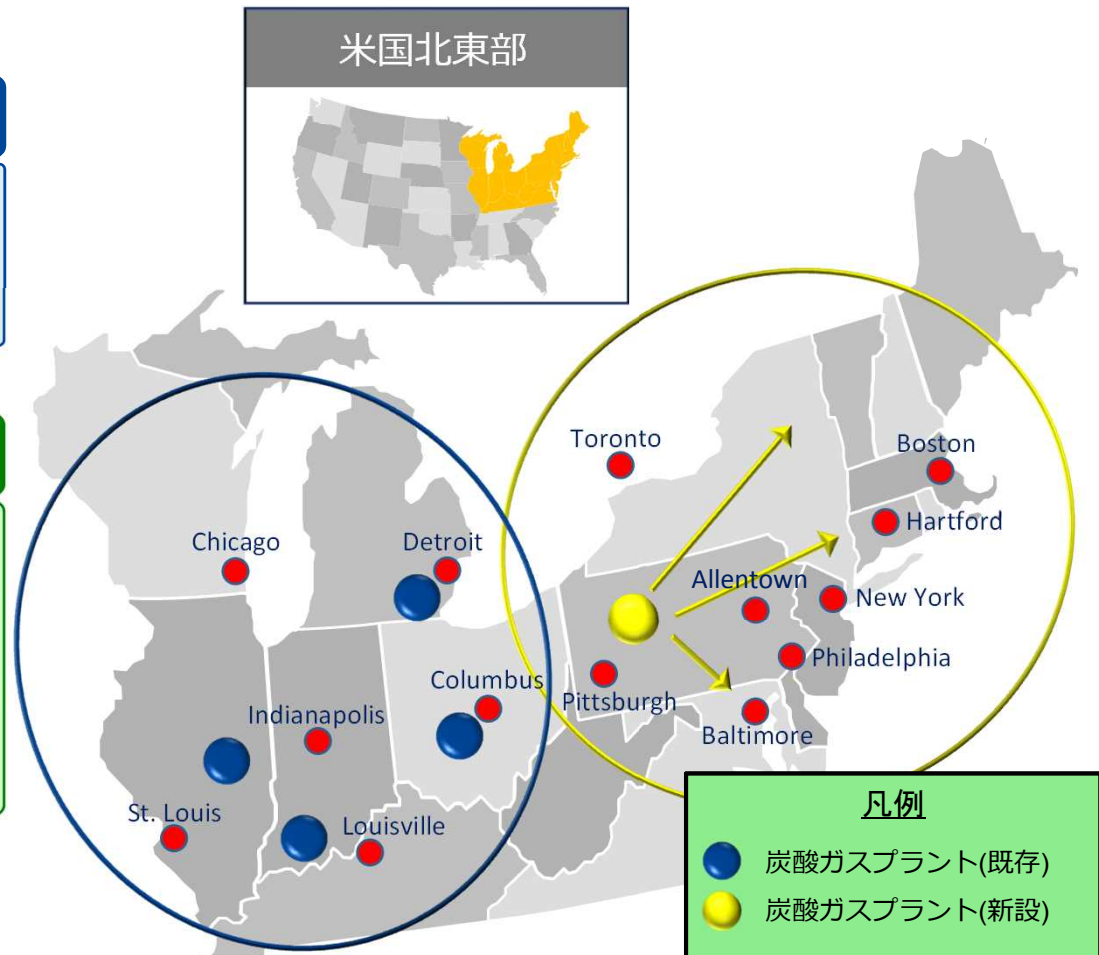 米国北東部
Toronto
Boston
Hartford
Chicago
Detroit
Allentown
New York
Philadelphia
Columbus
Pittsburgh
Indianapolis
Baltimore
St. Louis
Louisville
凡例
炭酸ガスプラント(既存)
炭酸ガスプラント(新設)